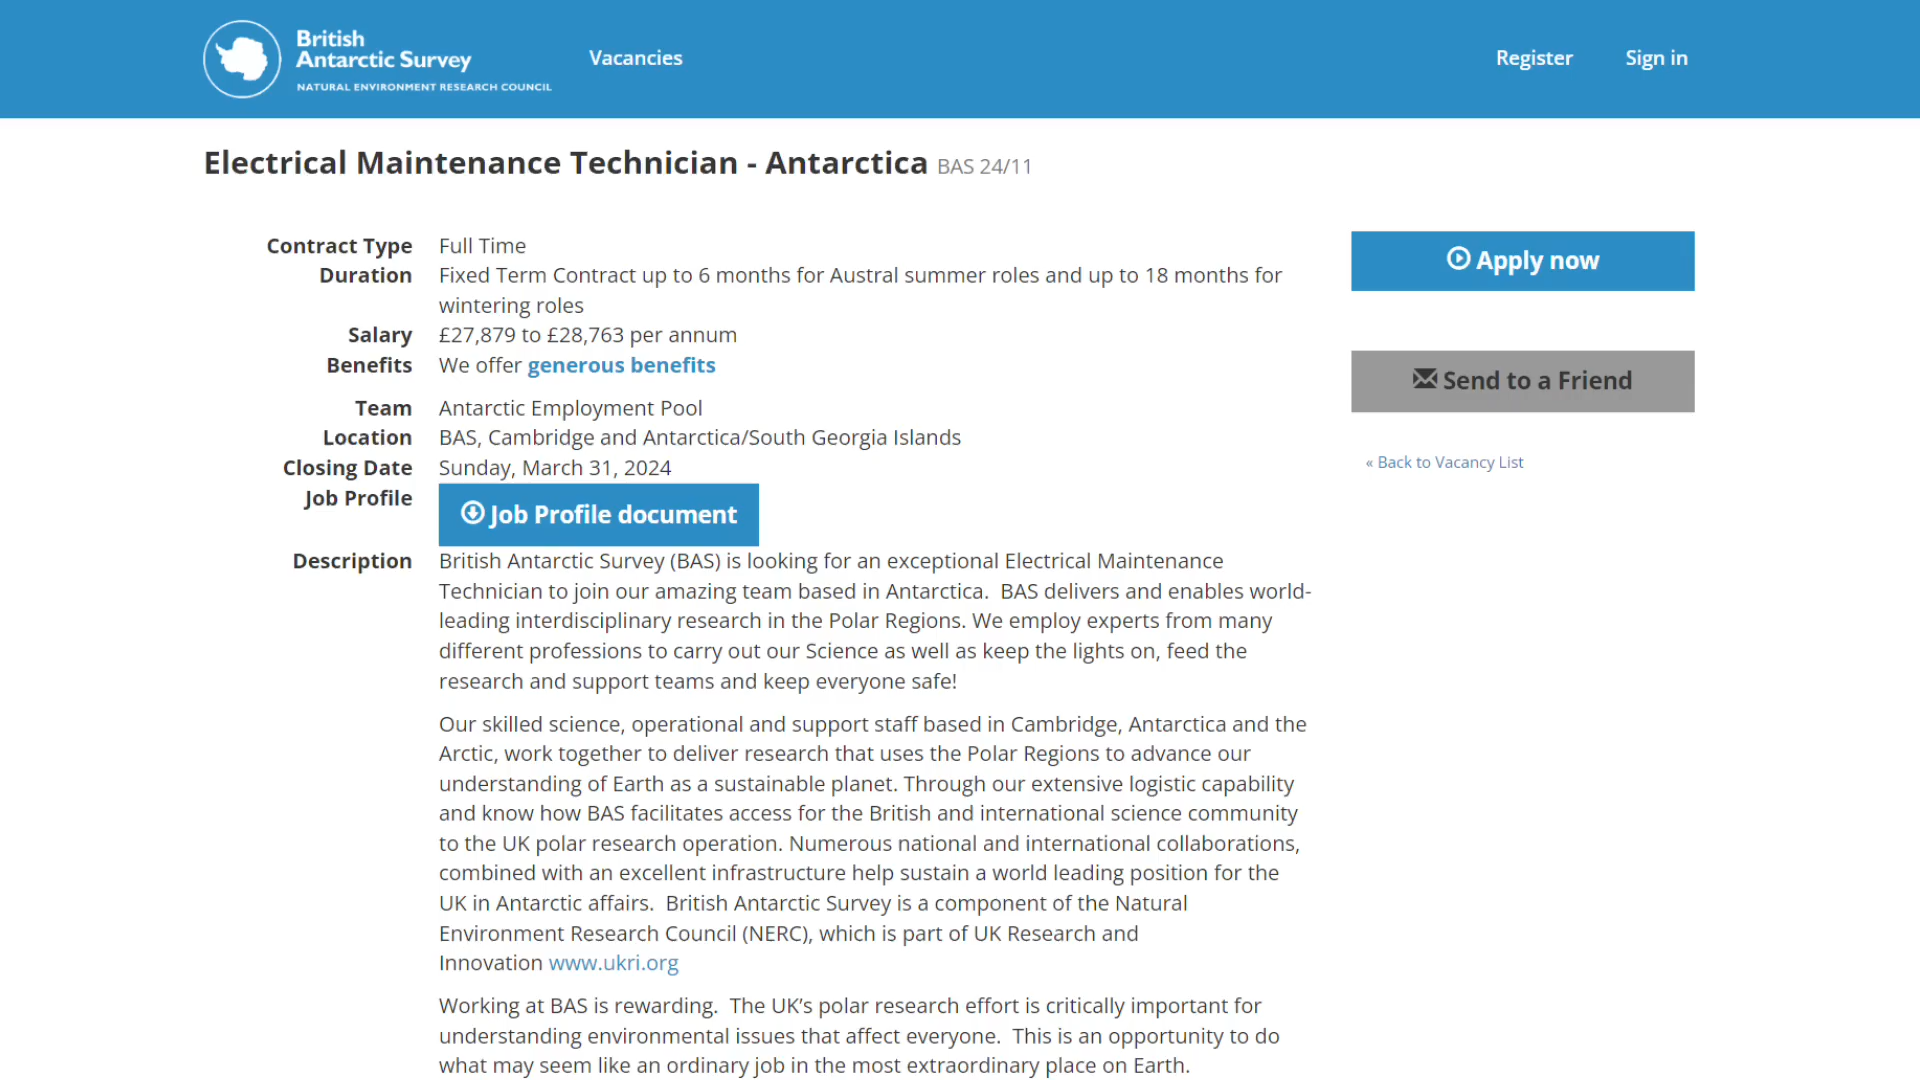 British
Antarctic Survey
NATURAL ENVIRONMENT RESEARCH COUNCIL
Vacancies
Register
Sign in
Electrical Maintenance Technician - Antarctica BAS 24/11
Contract Type Full Time
Duration Fixed Term Contract up to 6 months for Austral summer roles and up to 18 months for
wintering roles
Salary £27,879 to £28,763 per annum
Benefits We offer generous benefits
Team Antarctic Employment Pool
Location BAS, Cambridge and Antarctica/South Georgia Islands
Closing Date Sunday, March 31, 2024
Job Profile Job Profile document
Description British Antarctic Survey (BAS) is looking for an exceptional Electrical Maintenance
Technician to join our amazing team based in Antarctica.  BAS delivers and enables world-
leading interdisciplinary research in the Polar Regions. We employ experts from many
different professions to carry out our Science as well as keep the lights on, feed the
research and support teams and keep everyone safe!
Our skilled science, operational and support staff based in Cambridge, Antarctica and the
Arctic, work together to deliver research that uses the Polar Regions to advance our
understanding of Earth as a sustainable planet. Through our extensive logistic capability
and know how BAS facilitates access for the British and international science community
to the UK polar research operation. Numerous national and international collaborations,
combined with an excellent infrastructure help sustain a world leading position for the
UK in Antarctic affairs.  British Antarctic Survey is a component of the Natural
Environment Research Council (NERC), which is part of UK Research and
Innovation www.ukri.org
Working at BAS is rewarding.  The UK’s polar research effort is critically important for
understanding environmental issues that affect everyone.  This is an opportunity to do
what may seem like an ordinary job in the most extraordinary place on Earth.
Apply now
Send to a Friend
« Back to Vacancy List